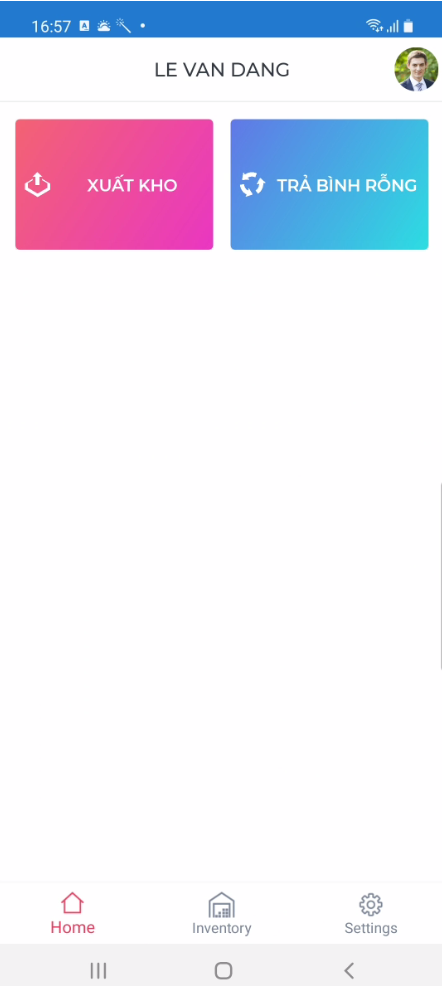 16:57
LE VAN DANG
XUẤT KHO
TRẢ BÌNH RỖNG
Home
Inventory
Settings